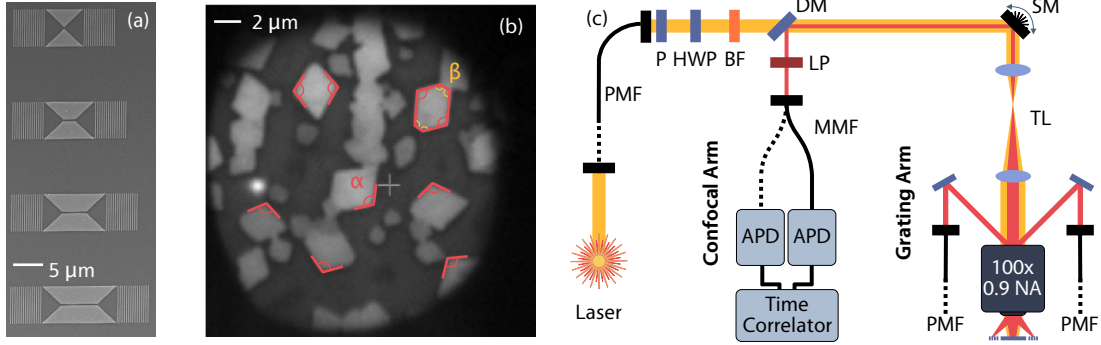 (a)
5 µm
2 µm
(b)
β
α
(c)
PMF
Laser
P
HWP
BF
DM
LP
MMF
Confocal Arm
APD
APD
Time
Correlator
SM
TL
Grating Arm
100x
0.9 NA
PMF
PMF